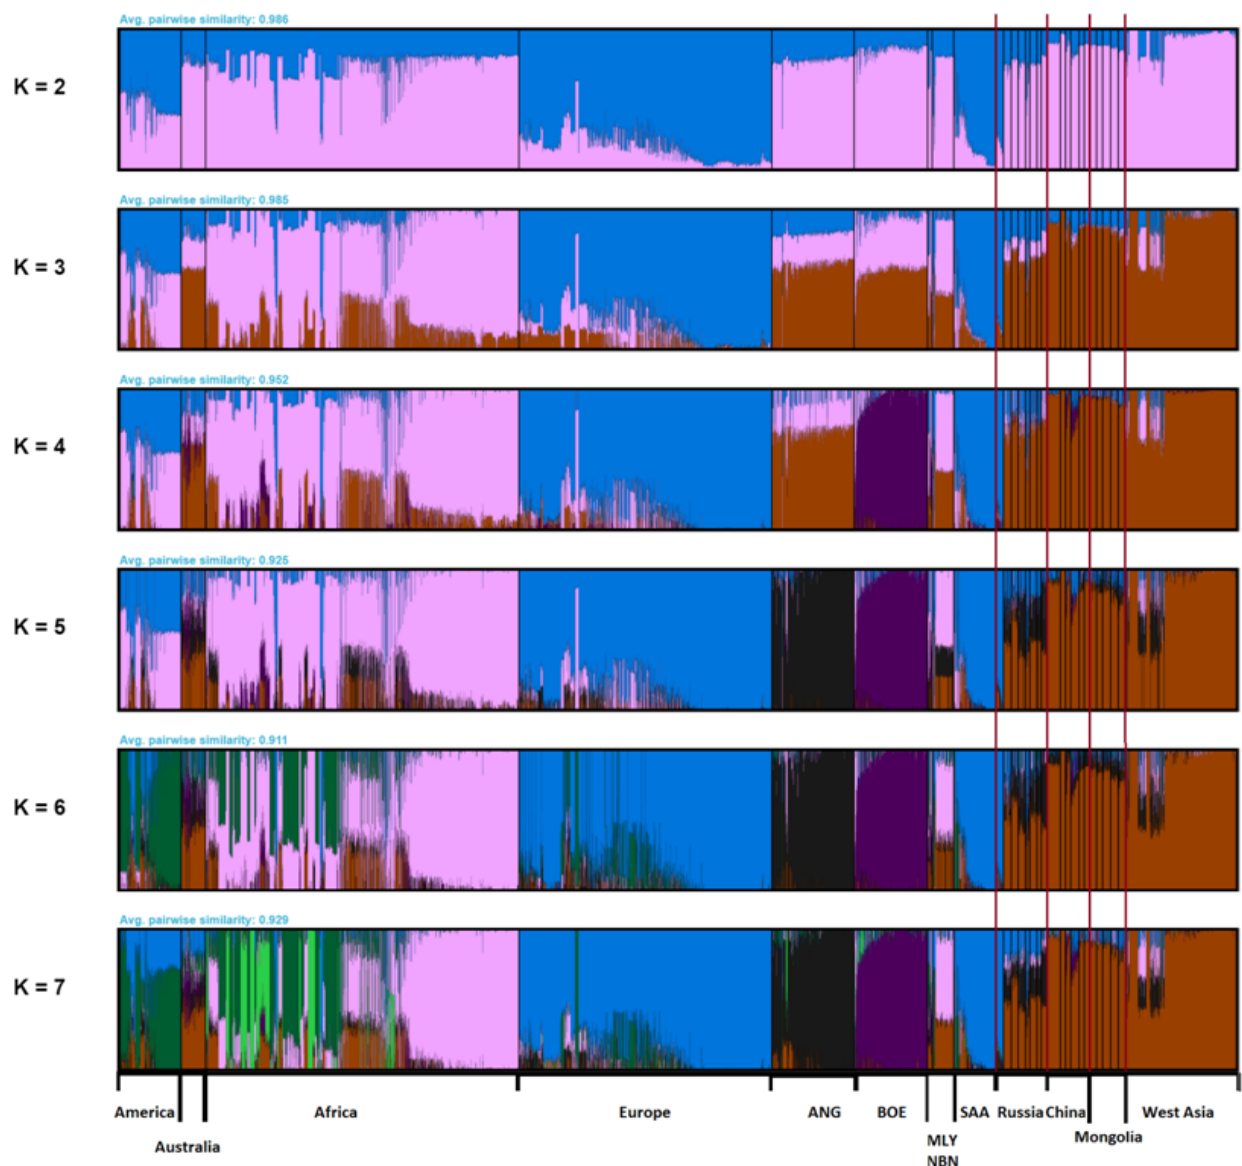 Avg. pairwise similarity: 0.986
K = 2
Avg. pairwise similarity: 0.985
K = 3
Avg. pairwise similarity: 0.952
K = 4
Avg. pairwise similarity: 0.925
K = 5
Avg. pairwise similarity: 0.911
K = 6
Avg. pairwise similarity: 0.929
K = 7
America Africa Europe ANG BOE SAA Russia China West Asia
Australia MLY Mongolia
NBN